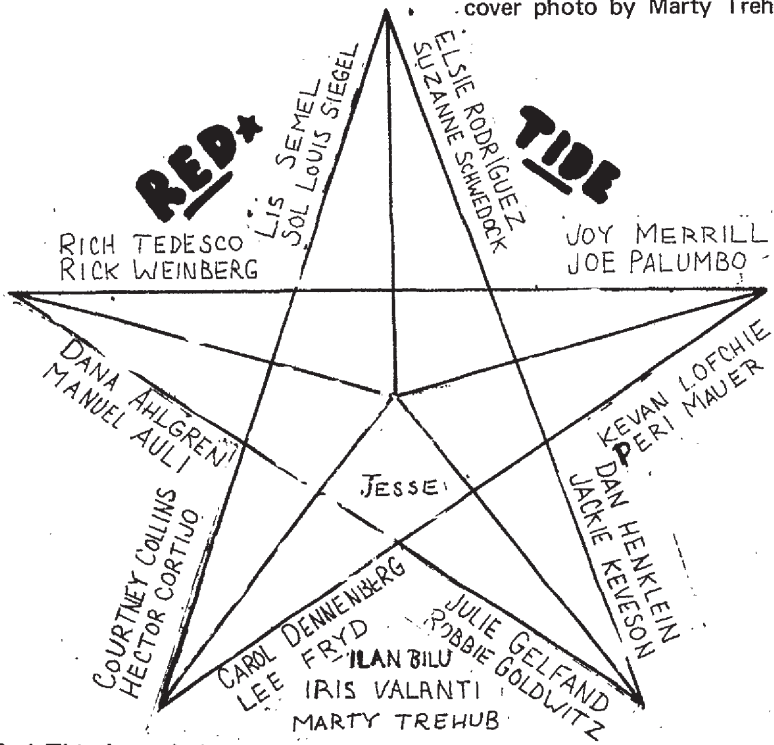 cover photo by Marty Treh
RED
TIDE
LIS SEMEL
SOL LOUIS SIEGEL
ELSIE RODRIGUEZ
SUZANNE SCHWEDOCK
RICH TEDESCO
RICK WEINBERG
JOY MERRILL
JOE PALUMBO
DANA AHLGREN
MANUEL AULI
KEVAN LOFCHIE
PERI MAUER
JESSE
DAN HENKLEIN
JACKIE KEVESON
COURTNEY COLLINS
HECTOR CORTIJO
CAROL DENNENBERG
LEE FRYD
JULIE GELFAND
ROBBIE GOLDWITZ
ILAN BILU
IRIS VALANTI
MARTY TREHUB